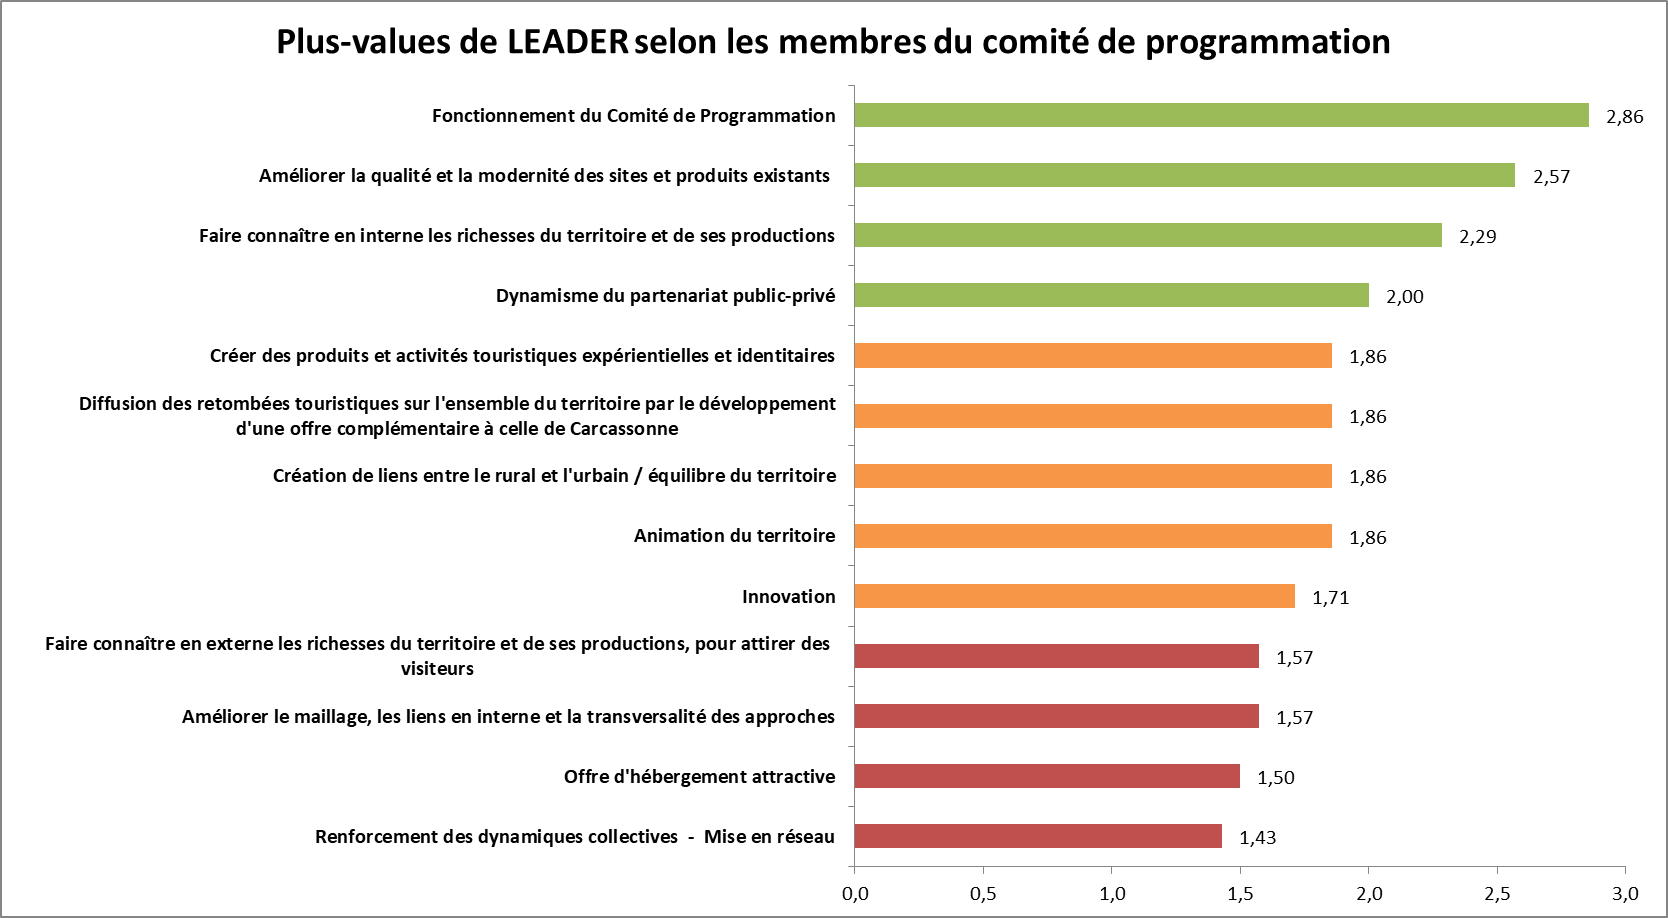 Plus-values de LEADER selon les membres du comité de programmation
Fonctionnement du Comité de Programmation
2,86
Améliorer la qualité et la modernité des sites et produits existants
2,57
Faire connaître en interne les richesses du territoire et de ses productions
2,29
Dynamisme du partenariat public-privé
2,00
Créer des produits et activités touristiques expérientielles et identitaires
1,86
Diffusion des retombées touristiques sur l'ensemble du territoire par le développement
d'une offre complémentaire à celle de Carcassonne
1,86
Création de liens entre le rural et l'urbain / équilibre du territoire
1,86
Animation du territoire
1,86
Innovation
1,71
Faire connaître en externe les richesses du territoire et de ses productions, pour attirer des
visiteurs
1,57
Améliorer le maillage, les liens en interne et la transversalité des approches
1,57
Offre d'hébergement attractive
1,50
Renforcement des dynamiques collectives - Mise en réseau
1,43
0,0 0,5 1,0 1,5 2,0 2,5 3,0